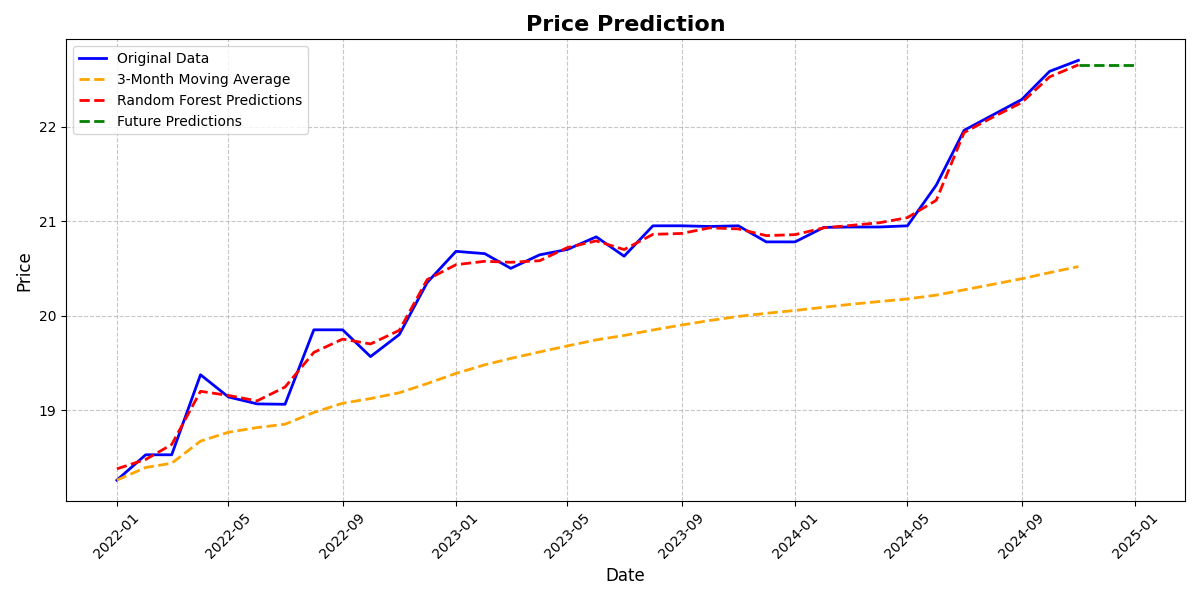 Price Prediction
Original Data
3-Month Moving Average
Random Forest Predictions
Future Predictions
Price
22
21
20
19
2022-01
2022-05
2022-09
2023-01
2023-05
2023-09
2024-01
2024-05
2024-09
2025-01
Date